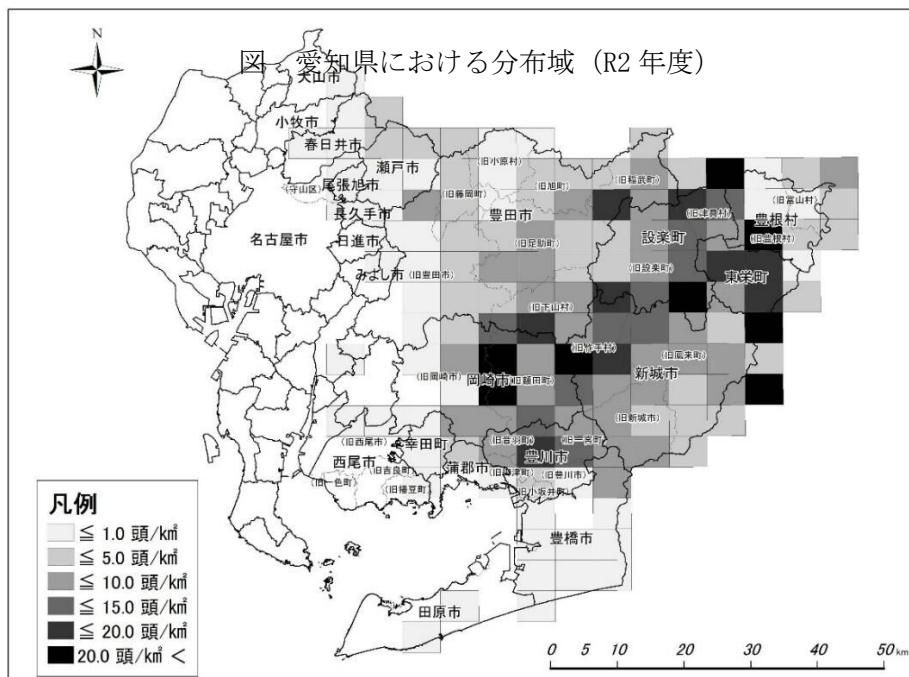 図　愛知県における分布域（R2 年度）
N
犬山市
小牧市
春日井市
瀬戸市
(守山区)
尾張旭市
長久手市
名古屋市
日進市
みよし市
(旧豊田市)
(旧藤岡町)
(旧小原村)
豊田市
(旧旭町)
(旧稲武町)
(旧足助町)
(旧下山村)
設楽町
(旧設楽町)
(旧津具村)
(旧富山村)
豊根村
(旧豊根村)
東栄町
(旧作手村)
(旧鳳来町)
新城市
(旧新城市)
(旧岡崎市)
岡崎市
(旧額田町)
(旧西尾市)
幸田町
西尾市
(旧吉良町)
(旧一色町)
(旧幡豆町)
蒲郡市
(旧音羽町)
(旧一宮町)
豊川市
(旧御津町)
(旧豊川市)
(旧小坂井町)
豊橋市
田原市
凡例
≦ 1.0 頭/k㎡
≦ 5.0 頭/k㎡
≦ 10.0 頭/k㎡
≦ 15.0 頭/k㎡
≦ 20.0 頭/k㎡
20.0 頭/k㎡ <
0 5 10 20 30 40 50 km